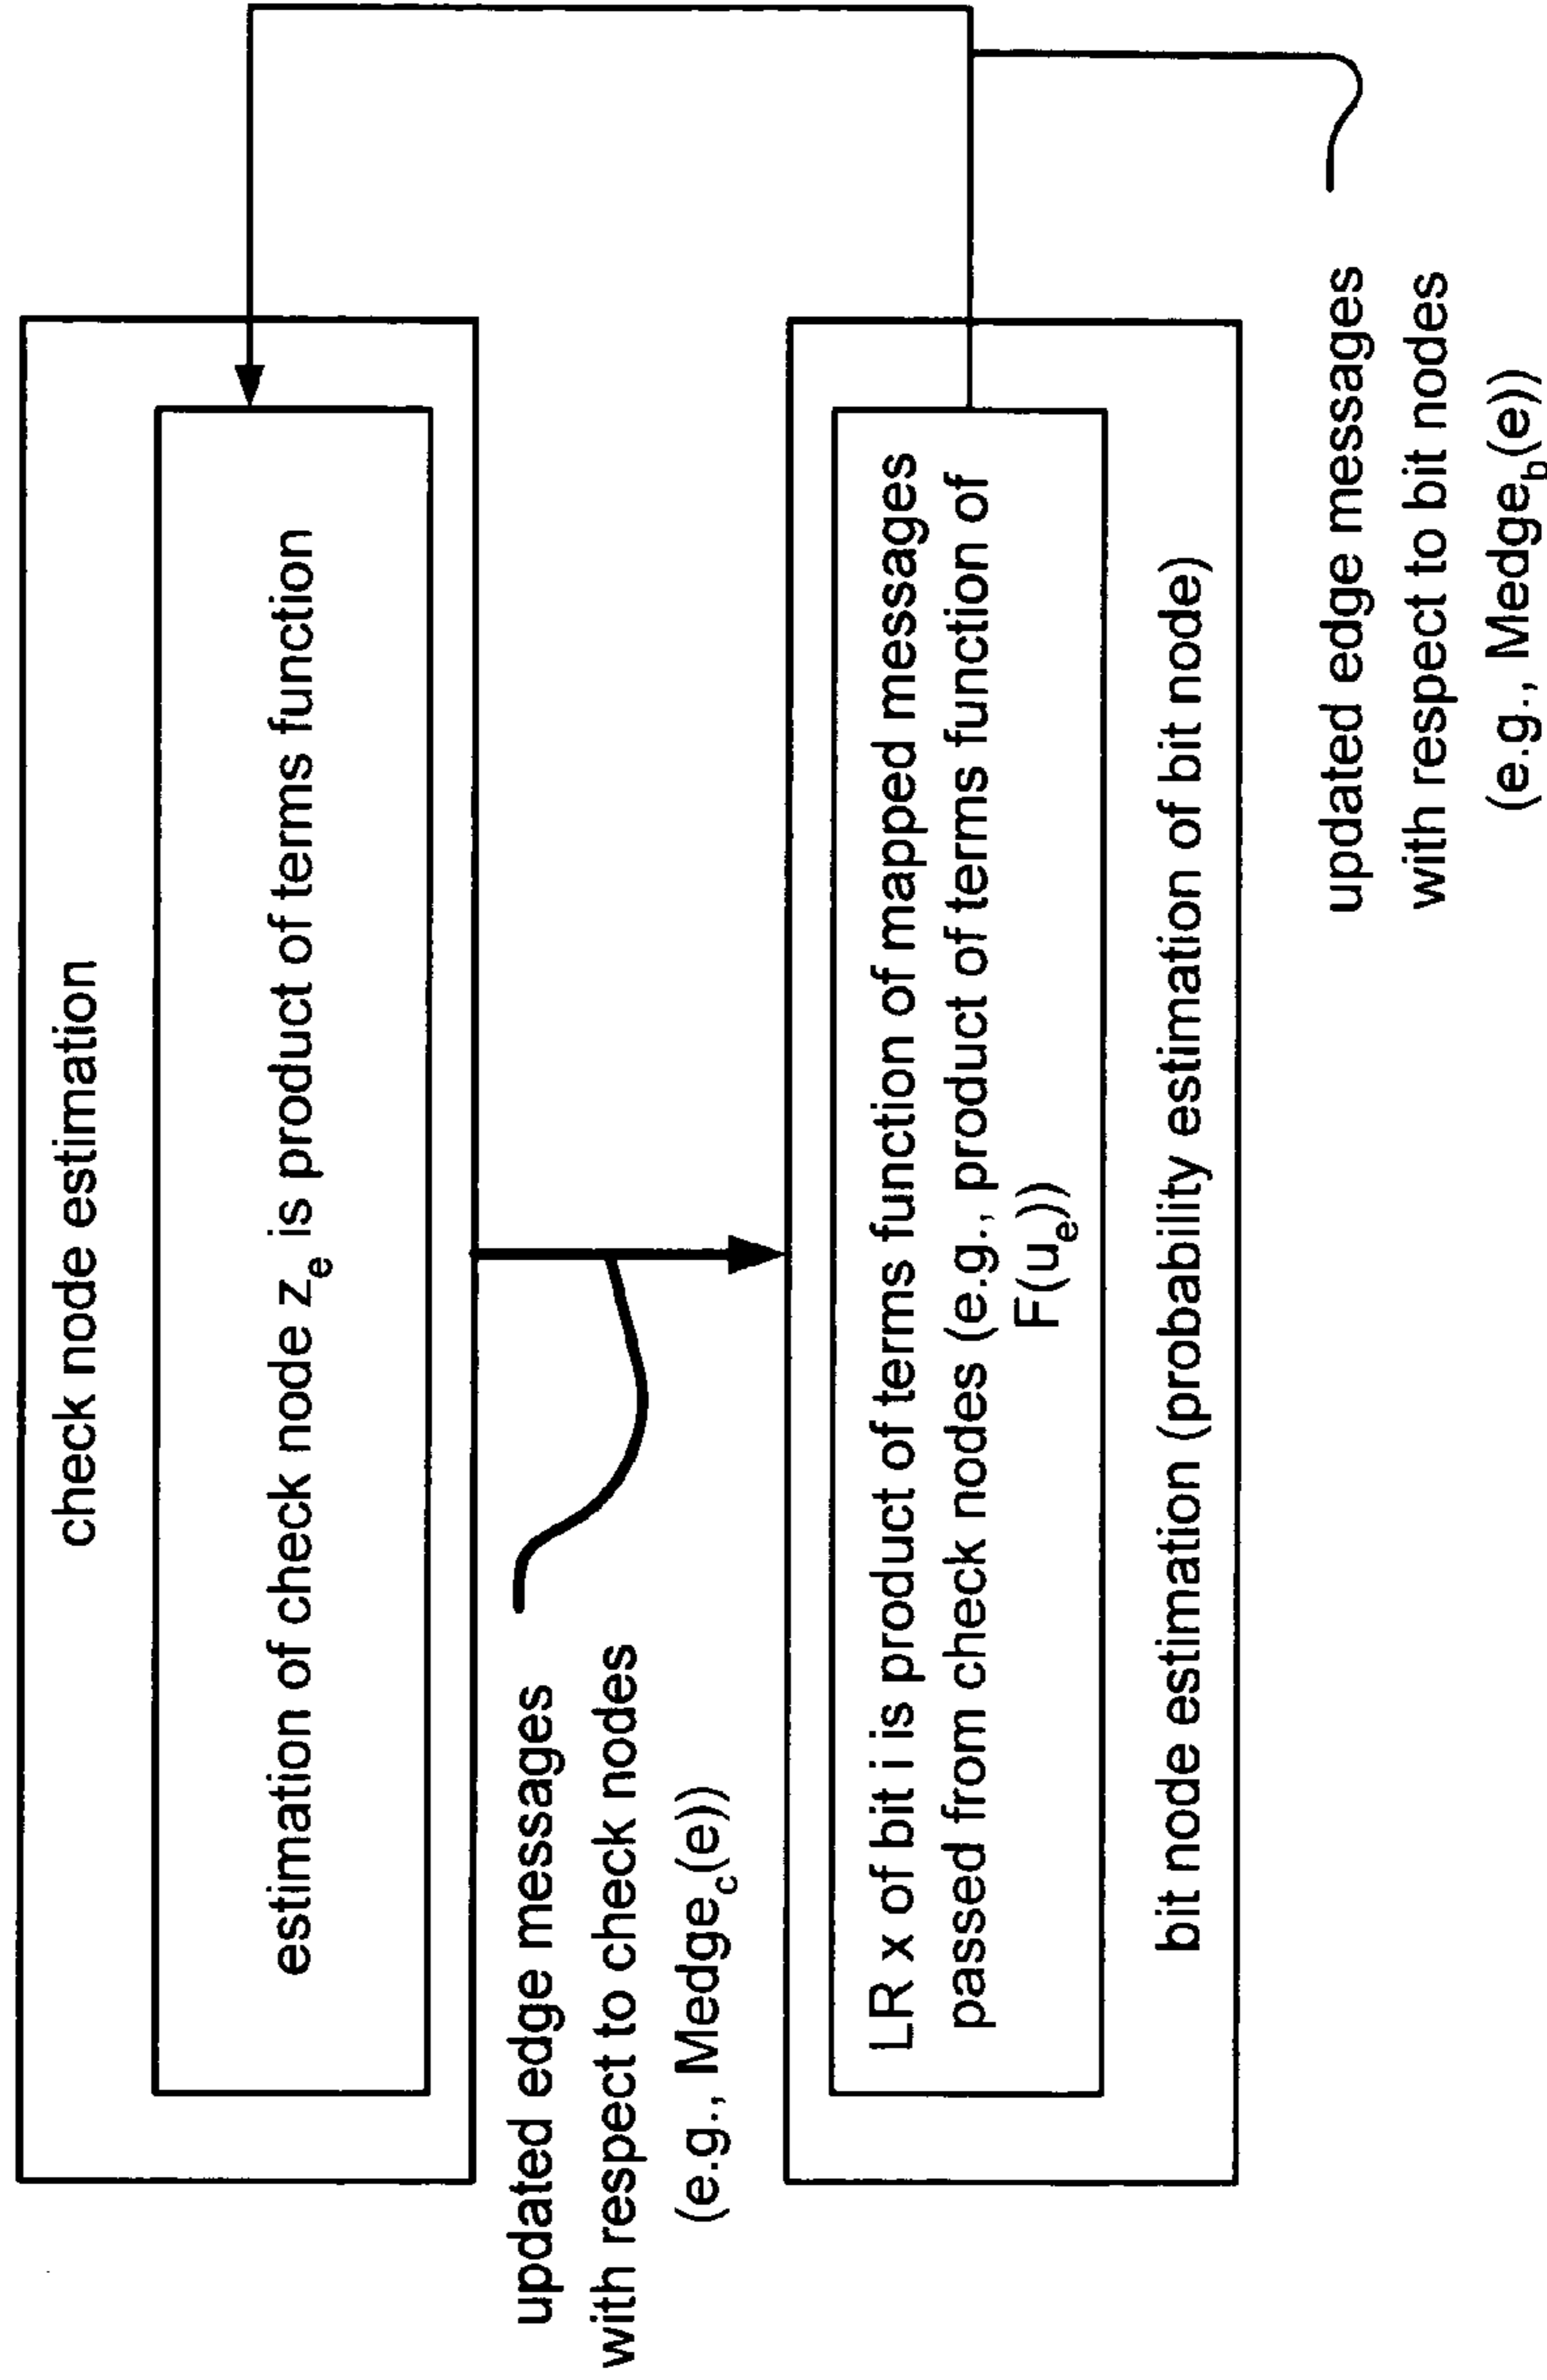 check node estimation
estimation of check node zₑ is product of terms function
updated edge messages
with respect to check nodes
(e.g., Medge_c(e))
LR x of bit i is product of terms function of mapped messages
passed from check nodes (e.g., product of terms function of
F(uₑ))
bit node estimation (probability estimation of bit node)
updated edge messages
with respect to bit nodes
(e.g., Medge_b(e))